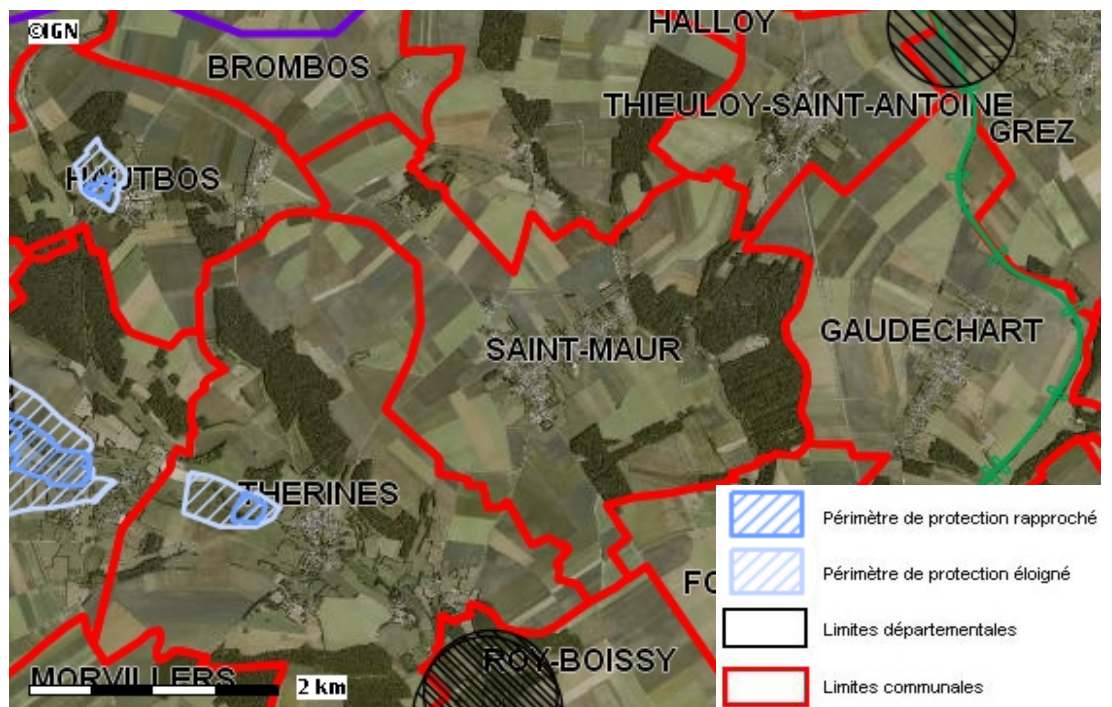 ©IGN
HALLOY
BROMBOS
THIEULOY-SAINT-ANTOINE
GREZ
HAUTBOS
GAUDECHART
SAINT-MAUR
THERINES
Périmètre de protection rapproché
Périmètre de protection éloigné
FO
Limites départementales
ROY-BOISSY
MORVILLERS
2 km
Limites communales